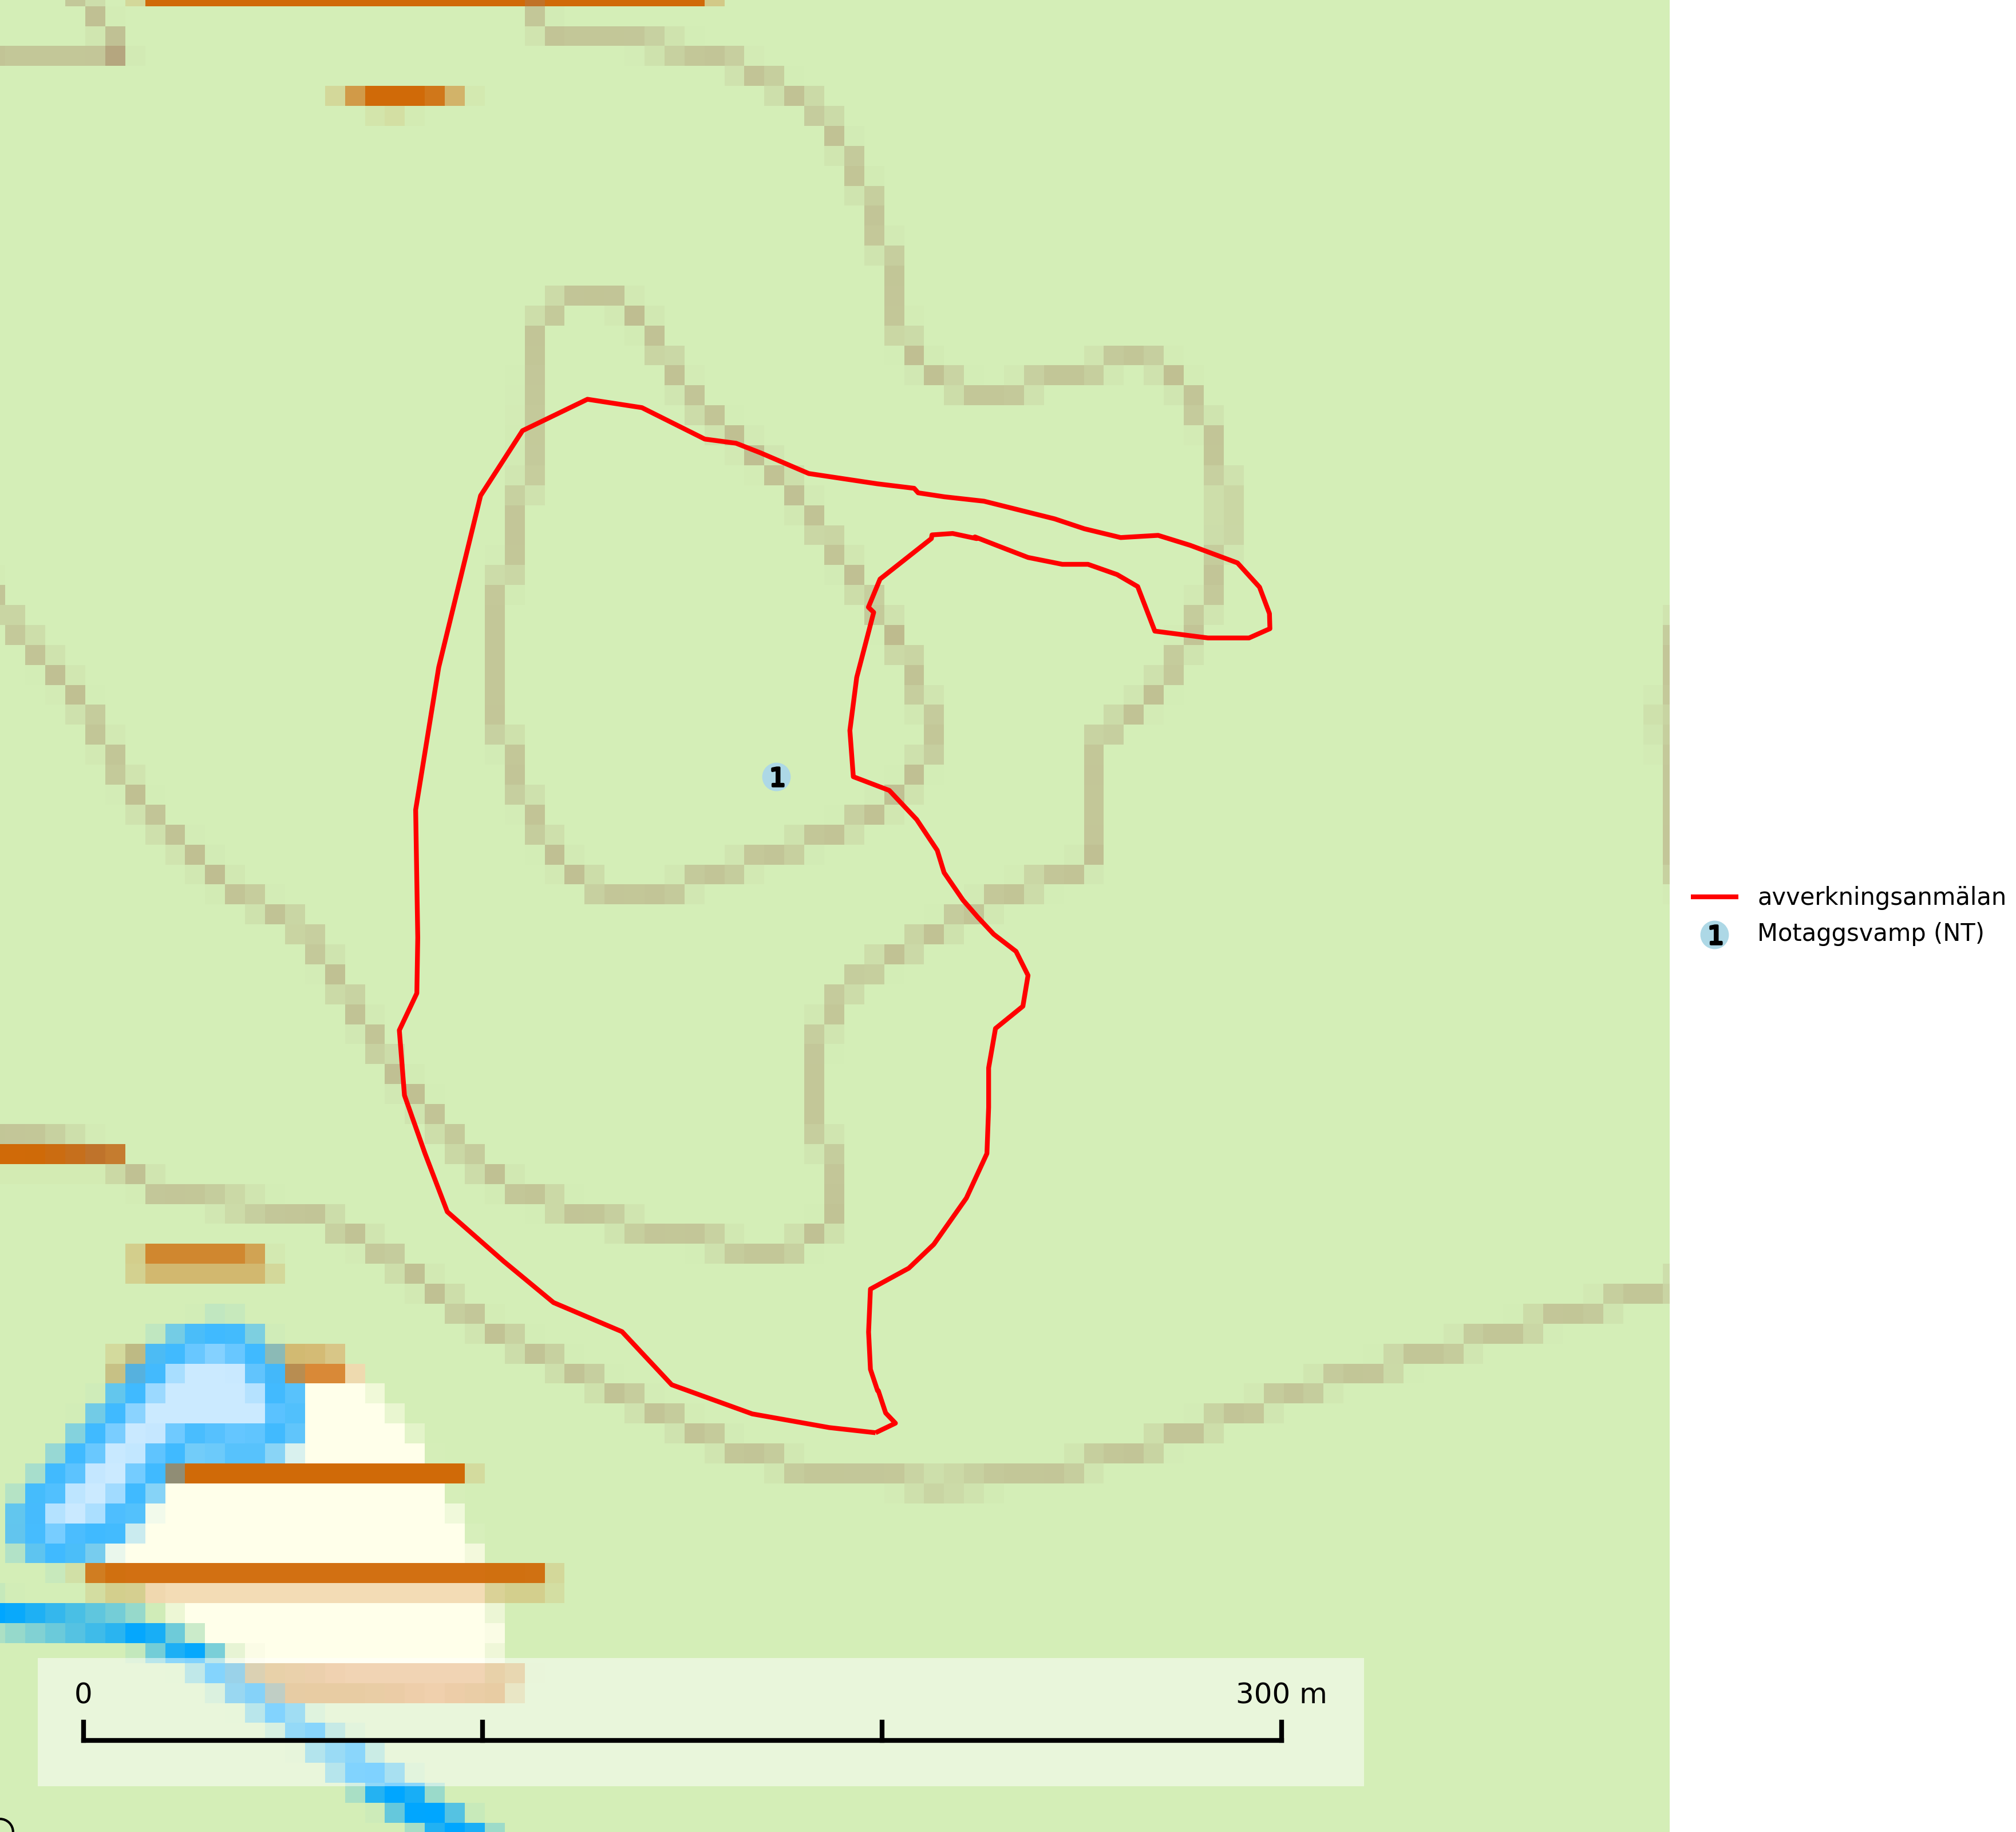 1
avverkningsanmälan
1 Motaggsvamp (NT)
0 300 m